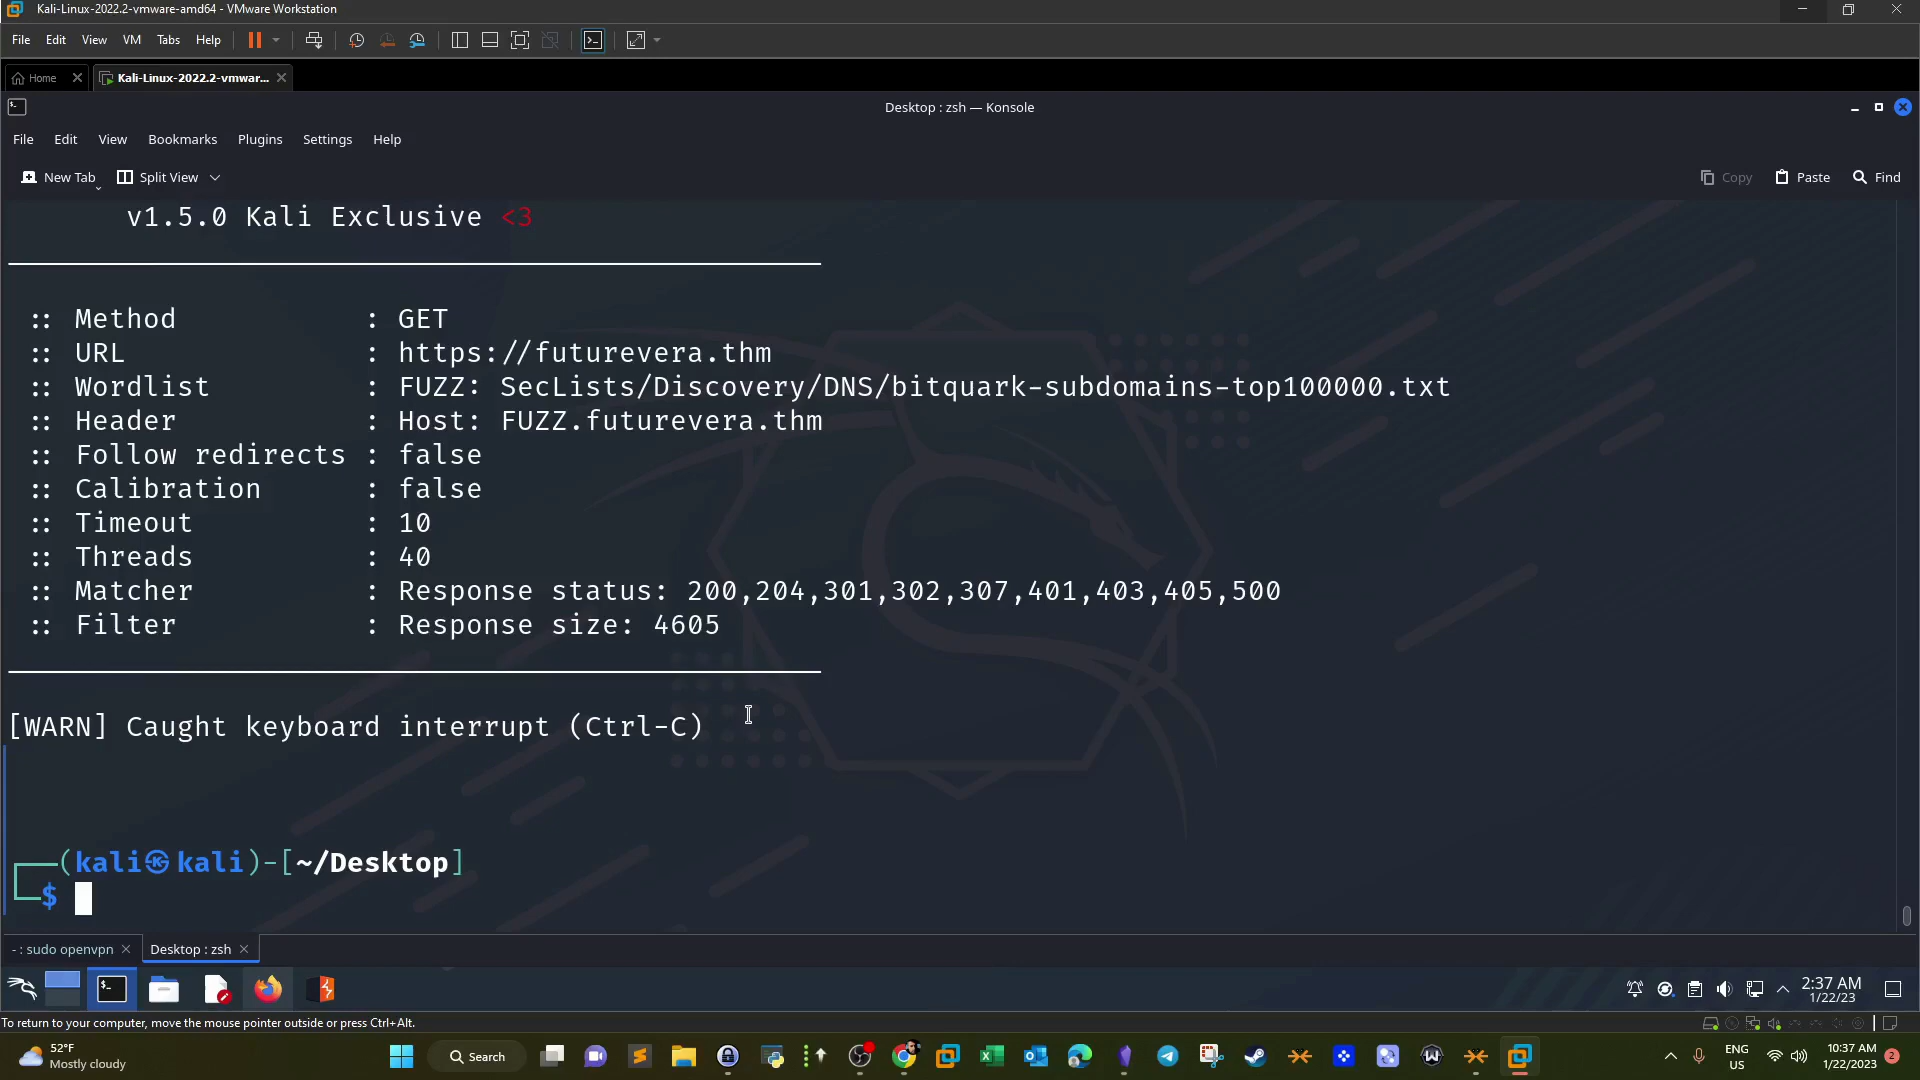 Kali-Linux-2022.2-vmware-amd64 - VMware Workstation
File Edit View VM Tabs Help
Home Kali-Linux-2022.2-vmwar...
Desktop : zsh — Konsole
File Edit View Bookmarks Plugins Settings Help
New Tab Split View Copy Paste Find
v1.5.0 Kali Exclusive <3
:: Method : GET
:: URL : https://futurevera.thm
:: Wordlist : FUZZ: SecLists/Discovery/DNS/bitquark-subdomains-top100000.txt
:: Header : Host: FUZZ.futurevera.thm
:: Follow redirects : false
:: Calibration : false
:: Timeout : 10
:: Threads : 40
:: Matcher : Response status: 200,204,301,302,307,401,403,405,500
:: Filter : Response size: 4605
[WARN] Caught keyboard interrupt (Ctrl-C)
(kali㉿kali)-[~/Desktop]
$
- : sudo openvpn Desktop : zsh
2:37 AM
1/22/23
To return to your computer, move the mouse pointer outside or press Ctrl+Alt.
52°F
Mostly cloudy
Search
ENG
US
10:37 AM
1/22/2023
2